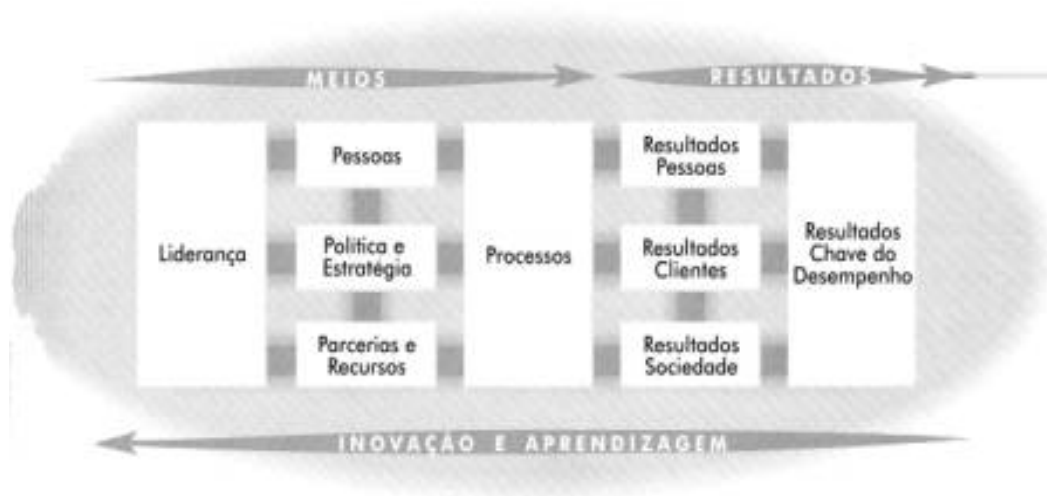 MEIOS
RESULTADOS
Liderança
Pessoas
Política e
Estratégia
Parcerias e
Recursos
Processos
Resultados
Pessoas
Resultados
Clientes
Resultados
Sociedade
Resultados
Chave do
Desempenho
INOVAÇÃO E APRENDIZAGEM